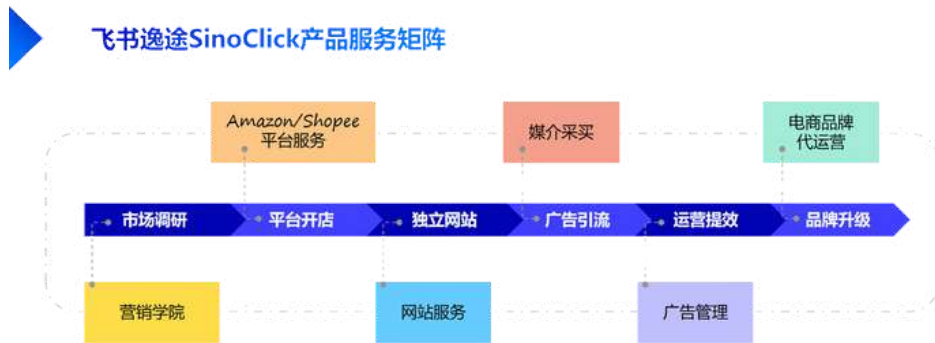 飞书逸途SinoClick产品服务矩阵
Amazon/Shopee
平台服务
媒介采买
电商品牌
代运营
市场调研
平台开店
独立网站
广告引流
运营提效
品牌升级
营销学院
网站服务
广告管理